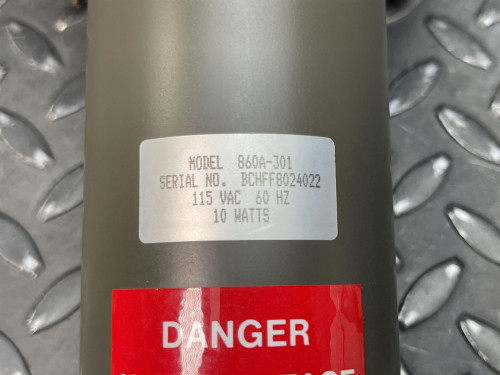 MODEL 860A-301
SERIAL NO. BCHFF8024022
115 VAC 60 HZ
10 WATTS
DANGER